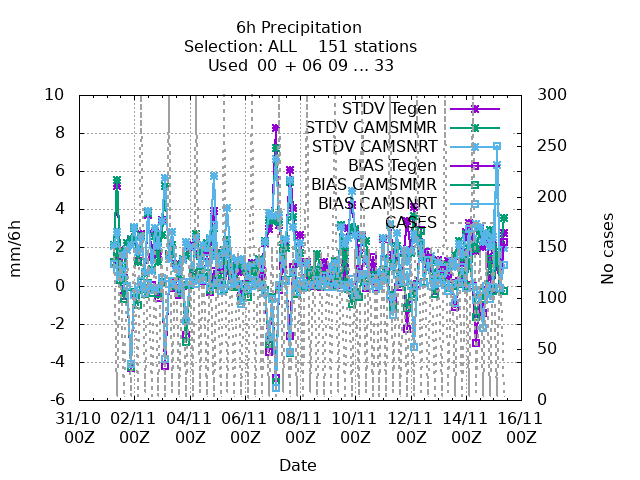 6h Precipitation
Selection: ALL    151 stations
Used  00 + 06 09 ... 33
STDV Tegen
STDV CAMSMMR
STDV CAMSNRT
BIAS Tegen
BIAS CAMSMMR
BIAS CAMSNRT
CASES
10
8
6
4
2
0
-2
-4
-6
mm/6h
300
250
200
150
100
50
0
No cases
31/10 02/11 04/11 06/11 08/11 10/11 12/11 14/11 16/11
00Z 00Z 00Z 00Z 00Z 00Z 00Z 00Z 00Z
Date